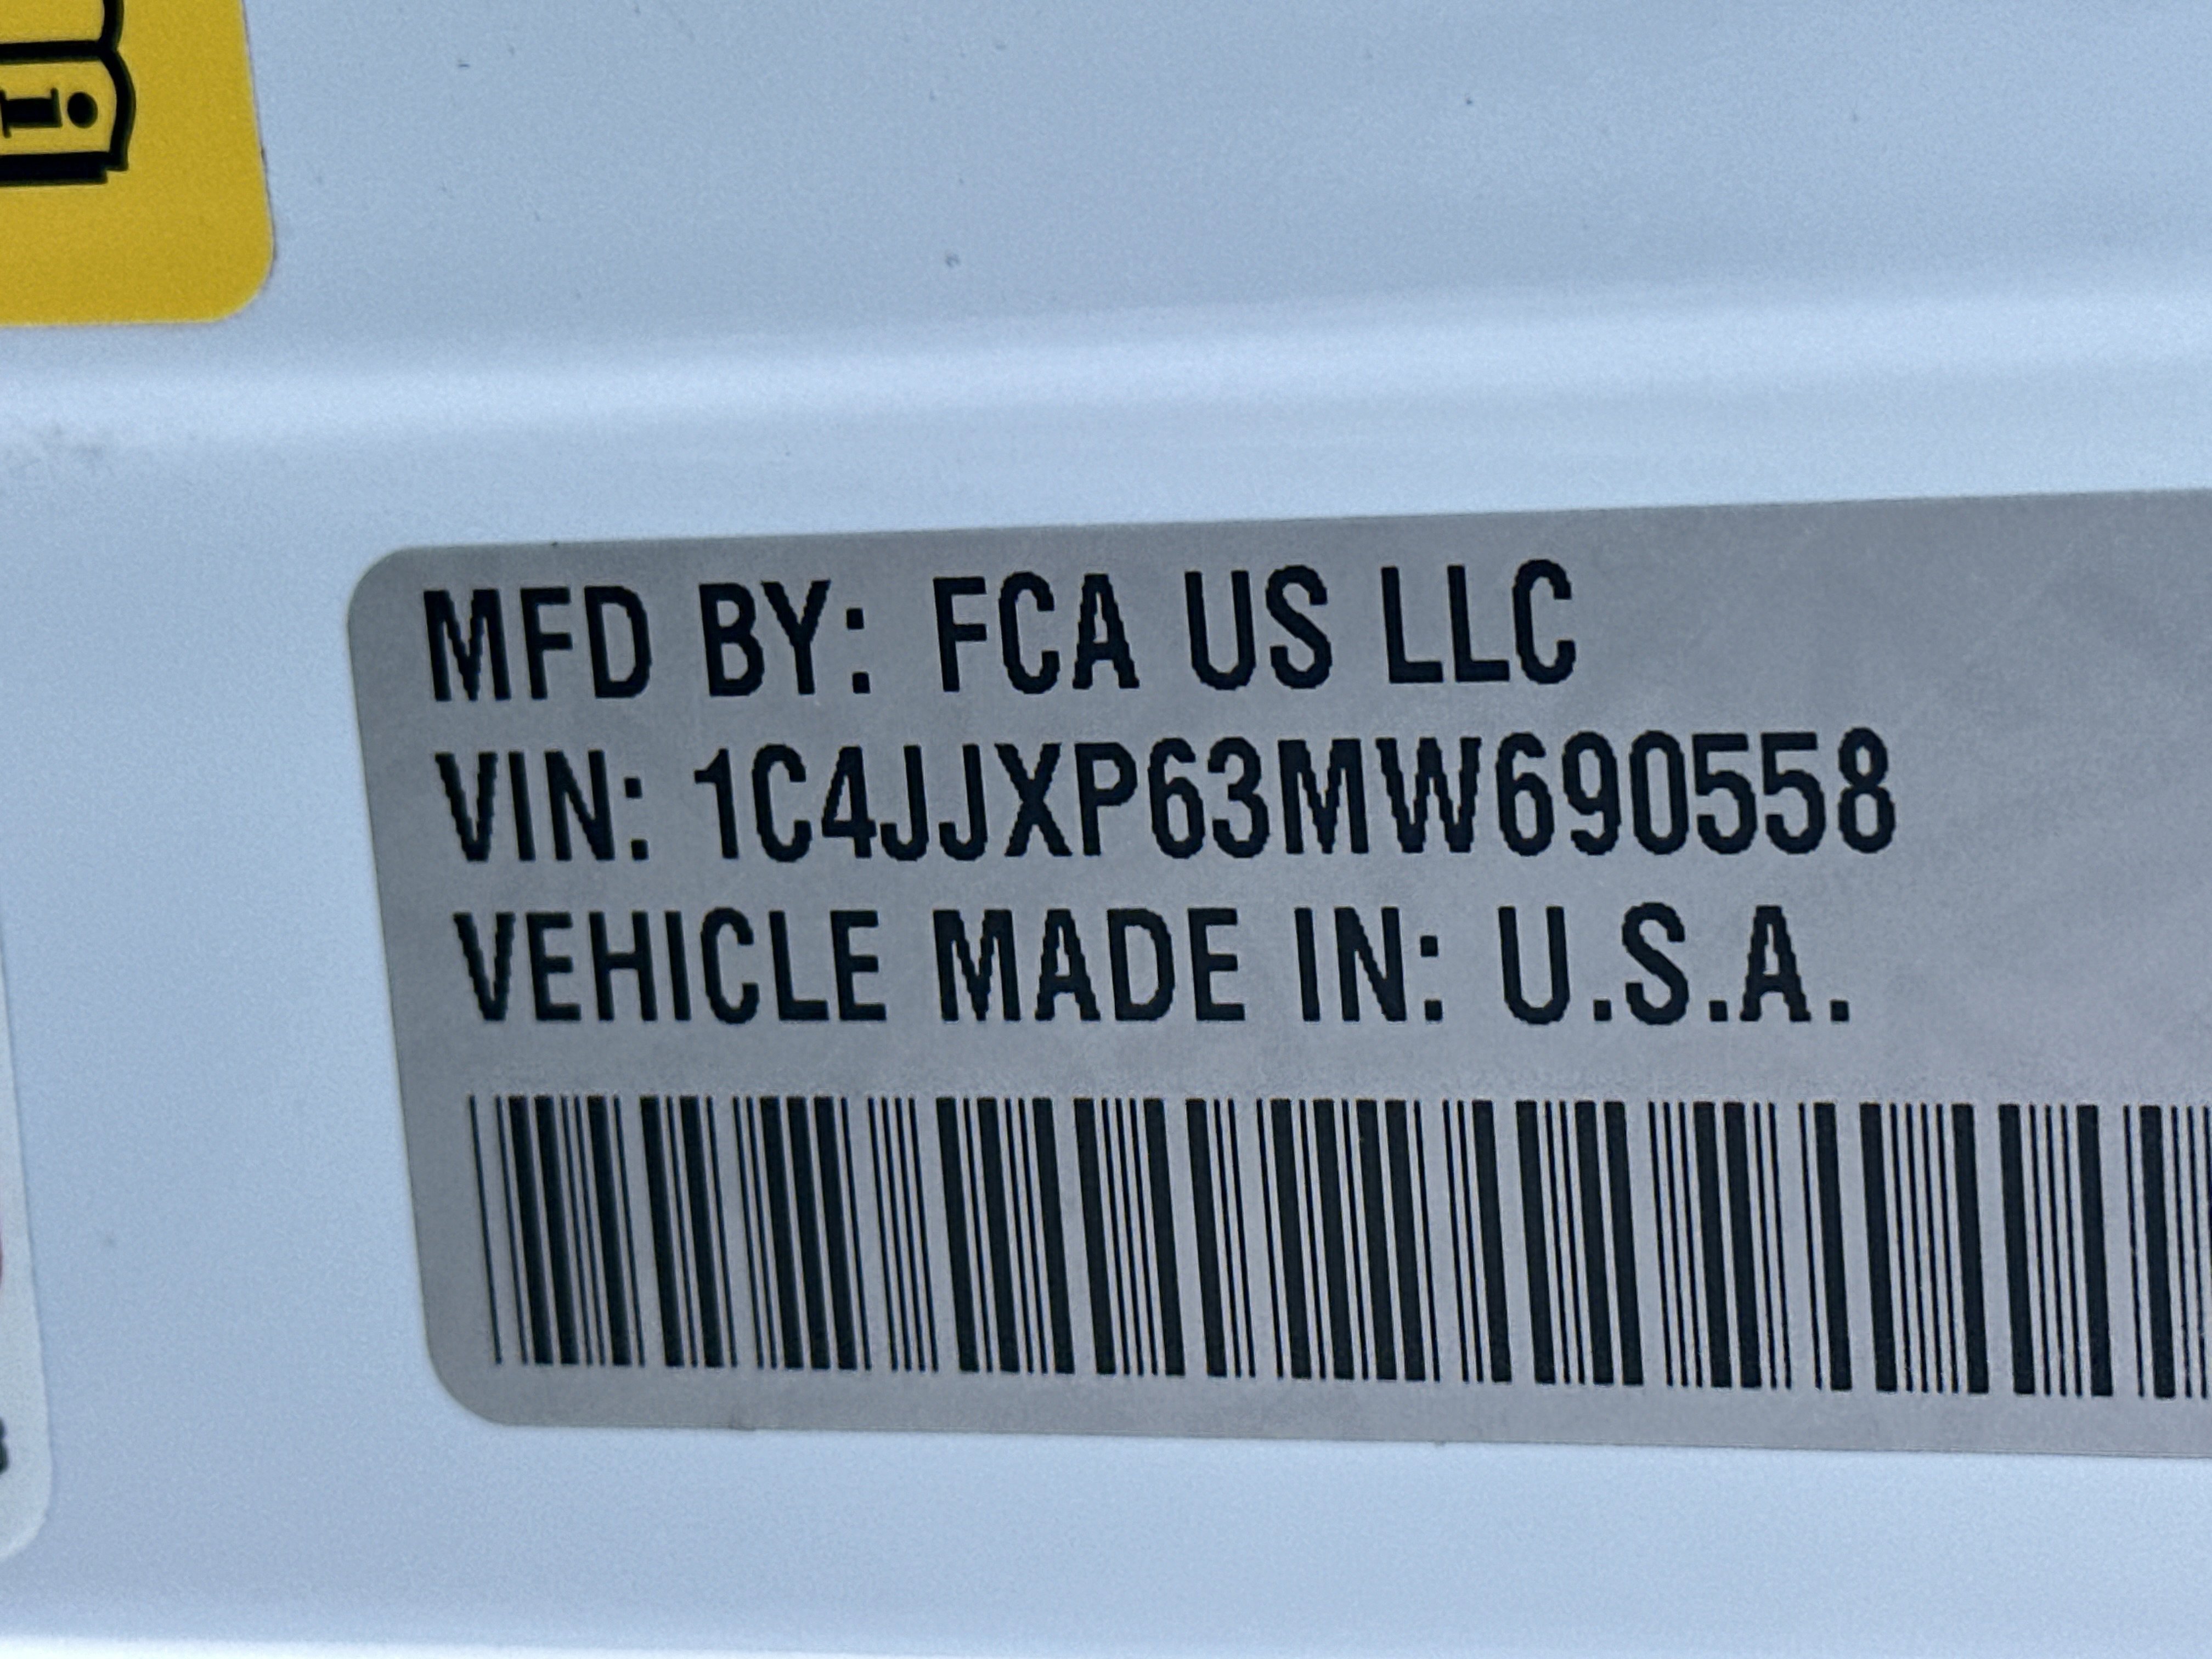 MFD BY: FCA US LLC
VIN: 1C4JJXP63MW690558
VEHICLE MADE IN: U.S.A.